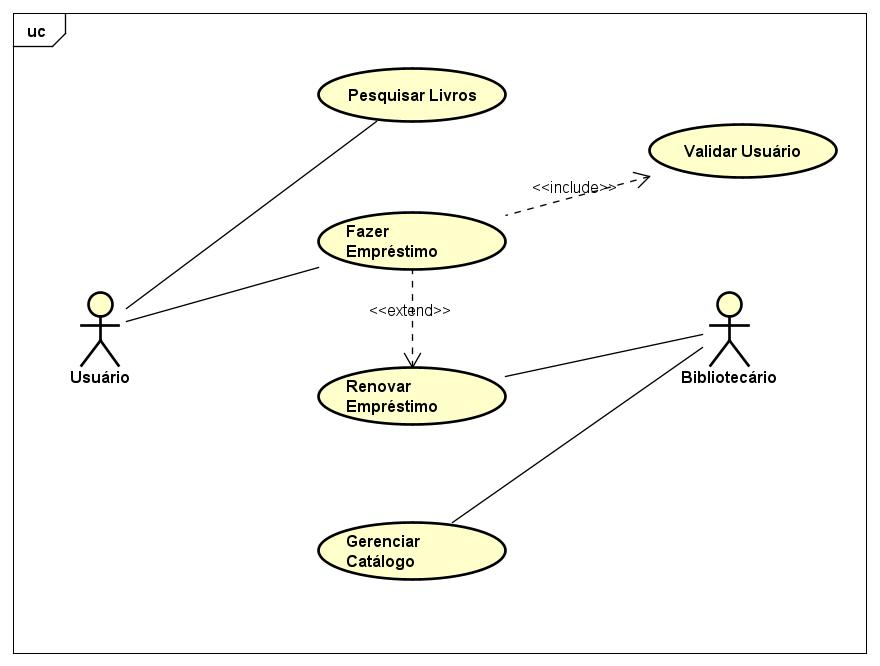 uc
Pesquisar Livros
Validar Usuário
<<include>>
Fazer
Empréstimo
<<extend>>
Usuário
Bibliotecário
Renovar
Empréstimo
Gerenciar
Catálogo